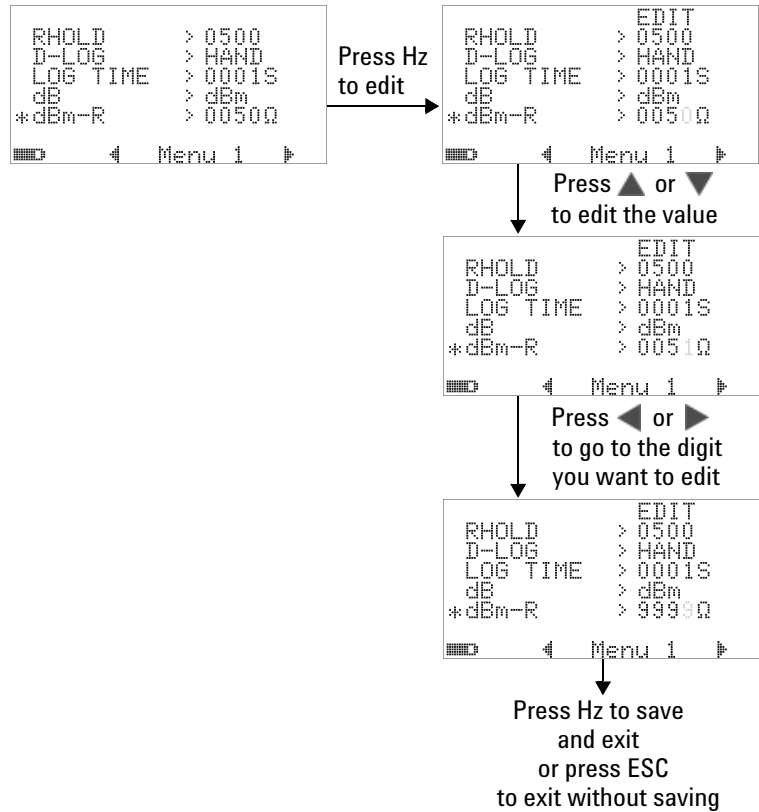 RHOLD > 0500
D-LOG > HAND
LOG TIME > 0001S
dB > dBm
*dBm-R > 0050Ω
Menu 1
Press Hz
to edit
EDIT
RHOLD > 0500
D-LOG > HAND
LOG TIME > 0001S
dB > dBm
*dBm-R > 0050Ω
Menu 1
Press ▲ or ▼
to edit the value
EDIT
RHOLD > 0500
D-LOG > HAND
LOG TIME > 0001S
dB > dBm
*dBm-R > 0051Ω
Menu 1
Press ◀ or ▶
to go to the digit
you want to edit
EDIT
RHOLD > 0500
D-LOG > HAND
LOG TIME > 0001S
dB > dBm
*dBm-R > 9999Ω
Menu 1
Press Hz to save
and exit
or press ESC
to exit without saving